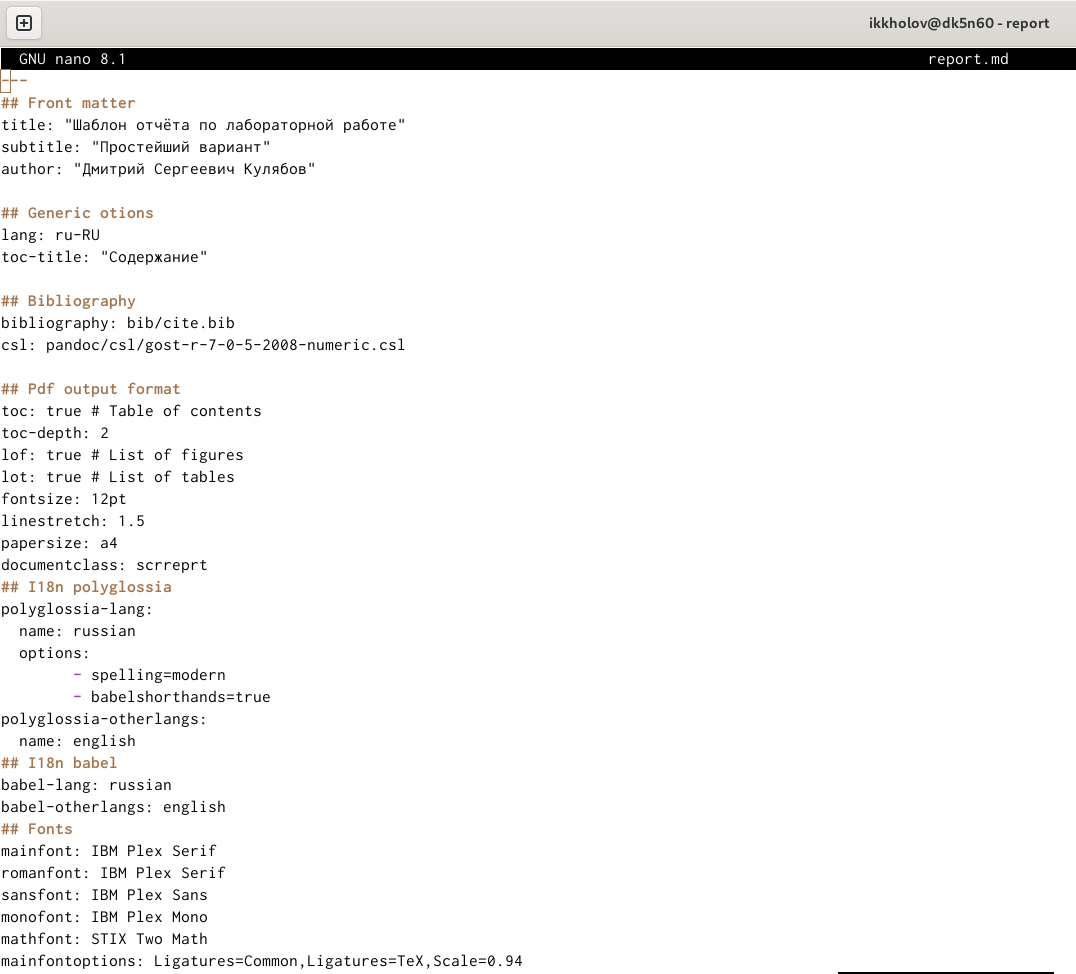 ikkholov@dk5n60 - report
GNU nano 8.1 report.md
---
## Front matter
title: "Шаблон отчёта по лабораторной работе"
subtitle: "Простейший вариант"
author: "Дмитрий Сергеевич Кулябов"
## Generic otions
lang: ru-RU
toc-title: "Содержание"
## Bibliography
bibliography: bib/cite.bib
csl: pandoc/csl/gost-r-7-0-5-2008-numeric.csl
## Pdf output format
toc: true # Table of contents
toc-depth: 2
lof: true # List of figures
lot: true # List of tables
fontsize: 12pt
linestretch: 1.5
papersize: a4
documentclass: scrreprt
## I18n polyglossia
polyglossia-lang:
  name: russian
  options:
        - spelling=modern
        - babelshorthands=true
polyglossia-otherlangs:
  name: english
## I18n babel
babel-lang: russian
babel-otherlangs: english
## Fonts
mainfont: IBM Plex Serif
romanfont: IBM Plex Serif
sansfont: IBM Plex Sans
monofont: IBM Plex Mono
mathfont: STIX Two Math
mainfontoptions: Ligatures=Common,Ligatures=TeX,Scale=0.94